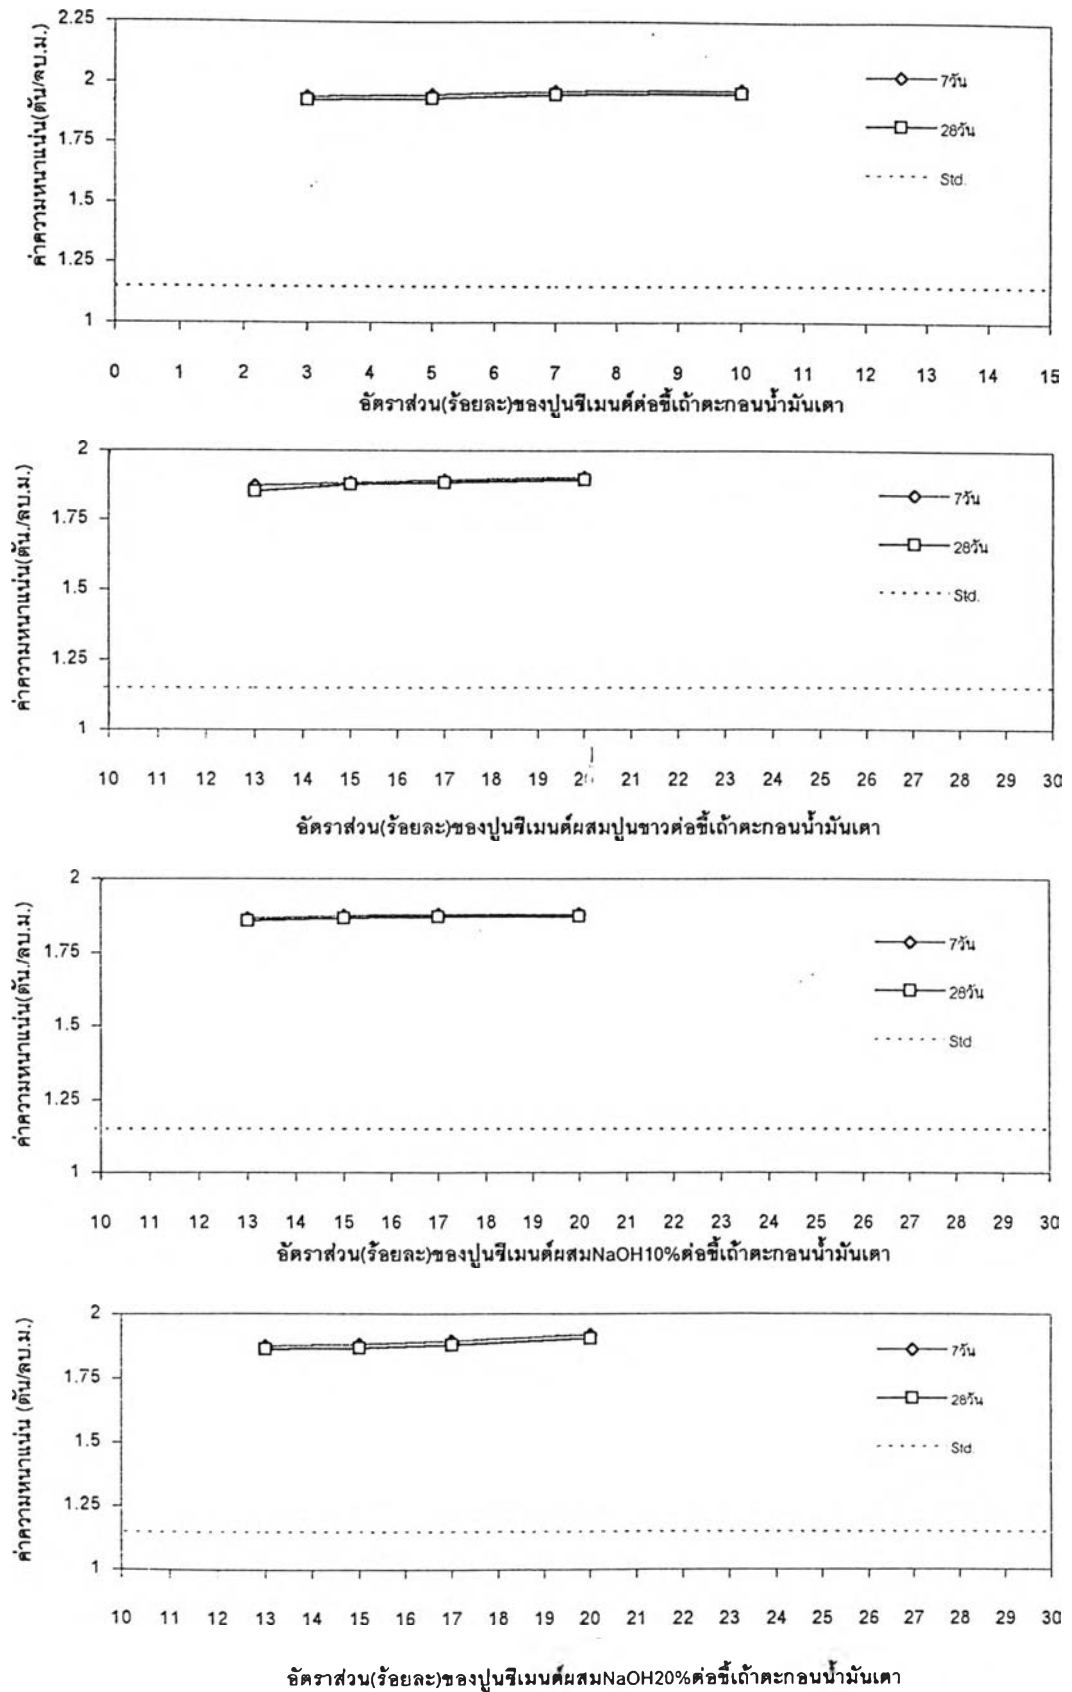 ค่าความหนาแน่น(ตัน/ลบ.ม.)
2.25
2
1.75
1.5
1.25
1
7วัน
28วัน
Std.
0 1 2 3 4 5 6 7 8 9 10 11 12 13 14 15
อัตราส่วน(ร้อยละ)ของปูนซีเมนต์ต่อขี้เถ้าตะกอนน้ำมันเตา
ค่าความหนาแน่น(ตัน./ลบ.ม.)
2
1.75
1.5
1.25
1
7วัน
28วัน
Std.
10 11 12 13 14 15 16 17 18 19 20 21 22 23 24 25 26 27 28 29 30
อัตราส่วน(ร้อยละ)ของปูนซีเมนต์ผสมปูนขาวต่อขี้เถ้าตะกอนน้ำมันเตา
ค่าความหนาแน่น(ตัน./ลบ.ม.)
2
1.75
1.5
1.25
1
7วัน
28วัน
Std
10 11 12 13 14 15 16 17 18 19 20 21 22 23 24 25 26 27 28 29 30
อัตราส่วน(ร้อยละ)ของปูนซีเมนต์ผสมNaOH10%ต่อขี้เถ้าตะกอนน้ำมันเตา
ค่าความหนาแน่น (ตัน/ลบ.ม.)
2
1.75
1.5
1.25
1
7วัน
28วัน
Std
10 11 12 13 14 15 16 17 18 19 20 21 22 23 24 25 26 27 28 29 30
อัตราส่วน(ร้อยละ)ของปูนซีเมนต์ผสมNaOH20%ต่อขี้เถ้าตะกอนน้ำมันเตา